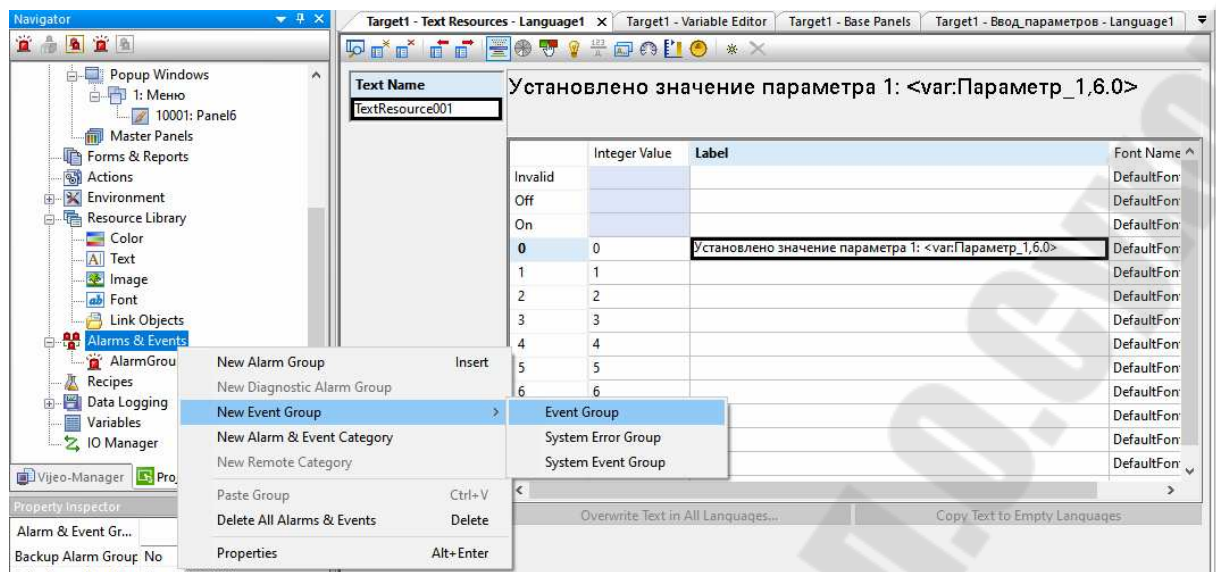 Navigator
Target1 - Text Resources - Language1 X
Target1 - Variable Editor
Target1 - Base Panels
Target1 - Ввод_параметров - Language1
Popup Windows
1: Меню
10001: Panel6
Master Panels
Forms & Reports
Actions
Environment
Resource Library
Color
Text
Image
Font
Link Objects
Alarms & Events
AlarmGrou
Recipes
Data Logging
Variables
IO Manager
Vijeo-Manager
Property Inspector
Alarm & Event Gr...
Backup Alarm Group No
New Alarm Group Insert
New Diagnostic Alarm Group
New Event Group >
New Alarm & Event Category
New Remote Category
Paste Group Ctrl+V
Delete All Alarms & Events Delete
Properties Alt+Enter
Event Group
System Error Group
System Event Group
Text Name
TextResource001
Установлено значение параметра 1: <var:Параметр_1,6.0>
Integer Value Label Font Name
Invalid DefaultFon
Off DefaultFon
On DefaultFon
0 0 Установлено значение параметра 1: <var:Параметр_1,6.0> DefaultFon
1 1 DefaultFon
2 2 DefaultFon
3 3 DefaultFon
4 4 DefaultFon
5 5 DefaultFon
6 6 DefaultFon
DefaultFon
DefaultFon
DefaultFon
Overwrite Text in All Languages...
Copy Text to Empty Languages